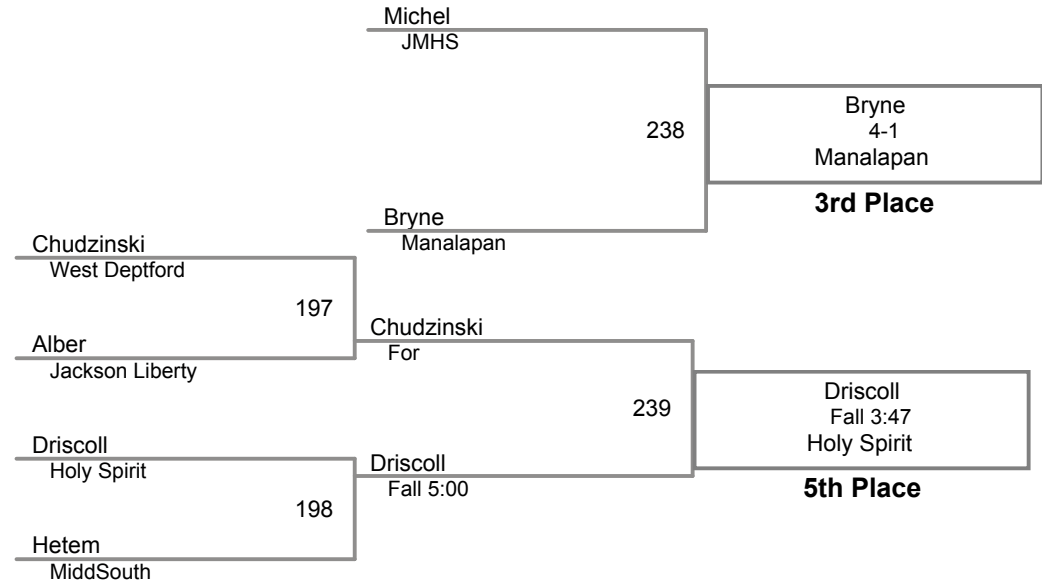 Michel
JMHS
238
Bryne
4-1
Manalapan
3rd Place
Bryne
Manalapan
Chudzinski
West Deptford
197
Alber
Jackson Liberty
Chudzinski
For
239
Driscoll
Fall 3:47
Holy Spirit
5th Place
Driscoll
Holy Spirit
198
Driscoll
Fall 5:00
Hetem
MiddSouth